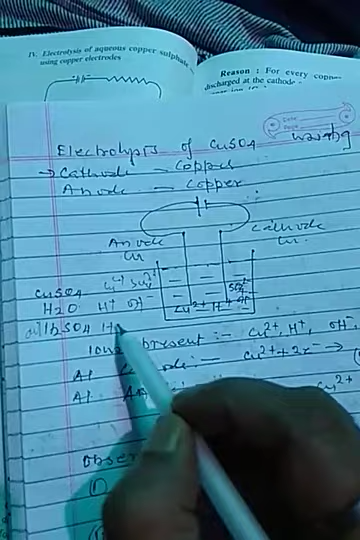 IV. Electrolysis of aqueous copper sulphate
using copper electrodes
Reason : For every copper
discharged at the cathode
Date
Page
Electrolysis of CuSO4
→ Cathode – Copper
Anode – Copper
Anode
Cathode
Cu
Cu
CuSO4
H2O H+ OH-
Cu2+ H+
dil H2SO4 H+
Ions present :- Cu2+, H+, OH-
At Cathode :- Cu2+ + 2e- →
At
Cu2+
Obser